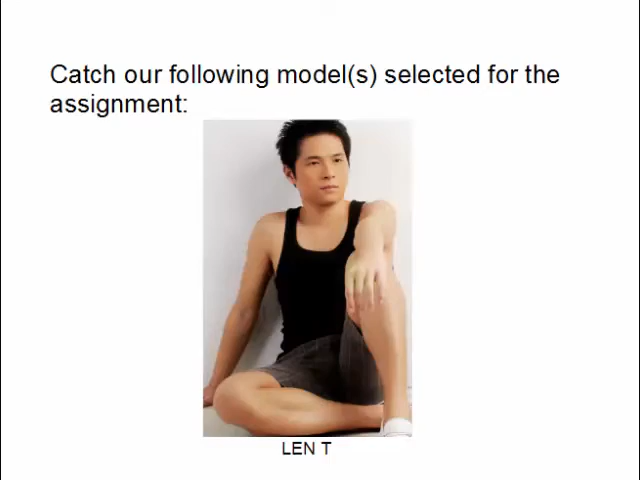 Catch our following model(s) selected for the
assignment:
LEN T